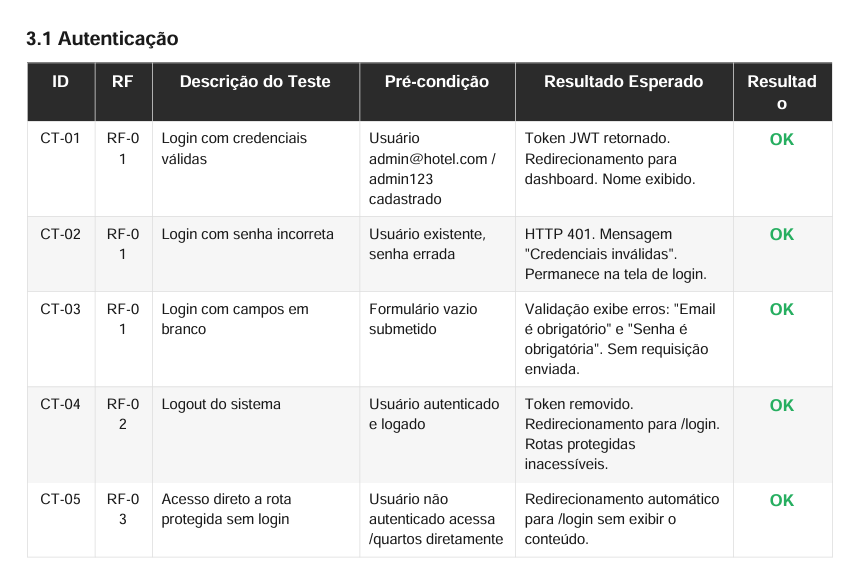 3.1 Autenticação
ID RF Descrição do Teste Pré-condição Resultado Esperado Resultad
o
CT-01 RF-0 Login com credenciais Usuário Token JWT retornado. OK
1 válidas admin@hotel.com / Redirecionamento para
admin123 dashboard. Nome exibido.
cadastrado
CT-02 RF-0 Login com senha incorreta Usuário existente, HTTP 401. Mensagem OK
1 senha errada "Credenciais inválidas".
Permanece na tela de login.
CT-03 RF-0 Login com campos em Formulário vazio Validação exibe erros: "Email OK
1 branco submetido é obrigatório" e "Senha é
obrigatória". Sem requisição
enviada.
CT-04 RF-0 Logout do sistema Usuário autenticado Token removido. OK
2 e logado Redirecionamento para /login.
Rotas protegidas
inacessíveis.
CT-05 RF-0 Acesso direto a rota Usuário não Redirecionamento automático OK
3 protegida sem login autenticado acessa para /login sem exibir o
/quartos diretamente conteúdo.